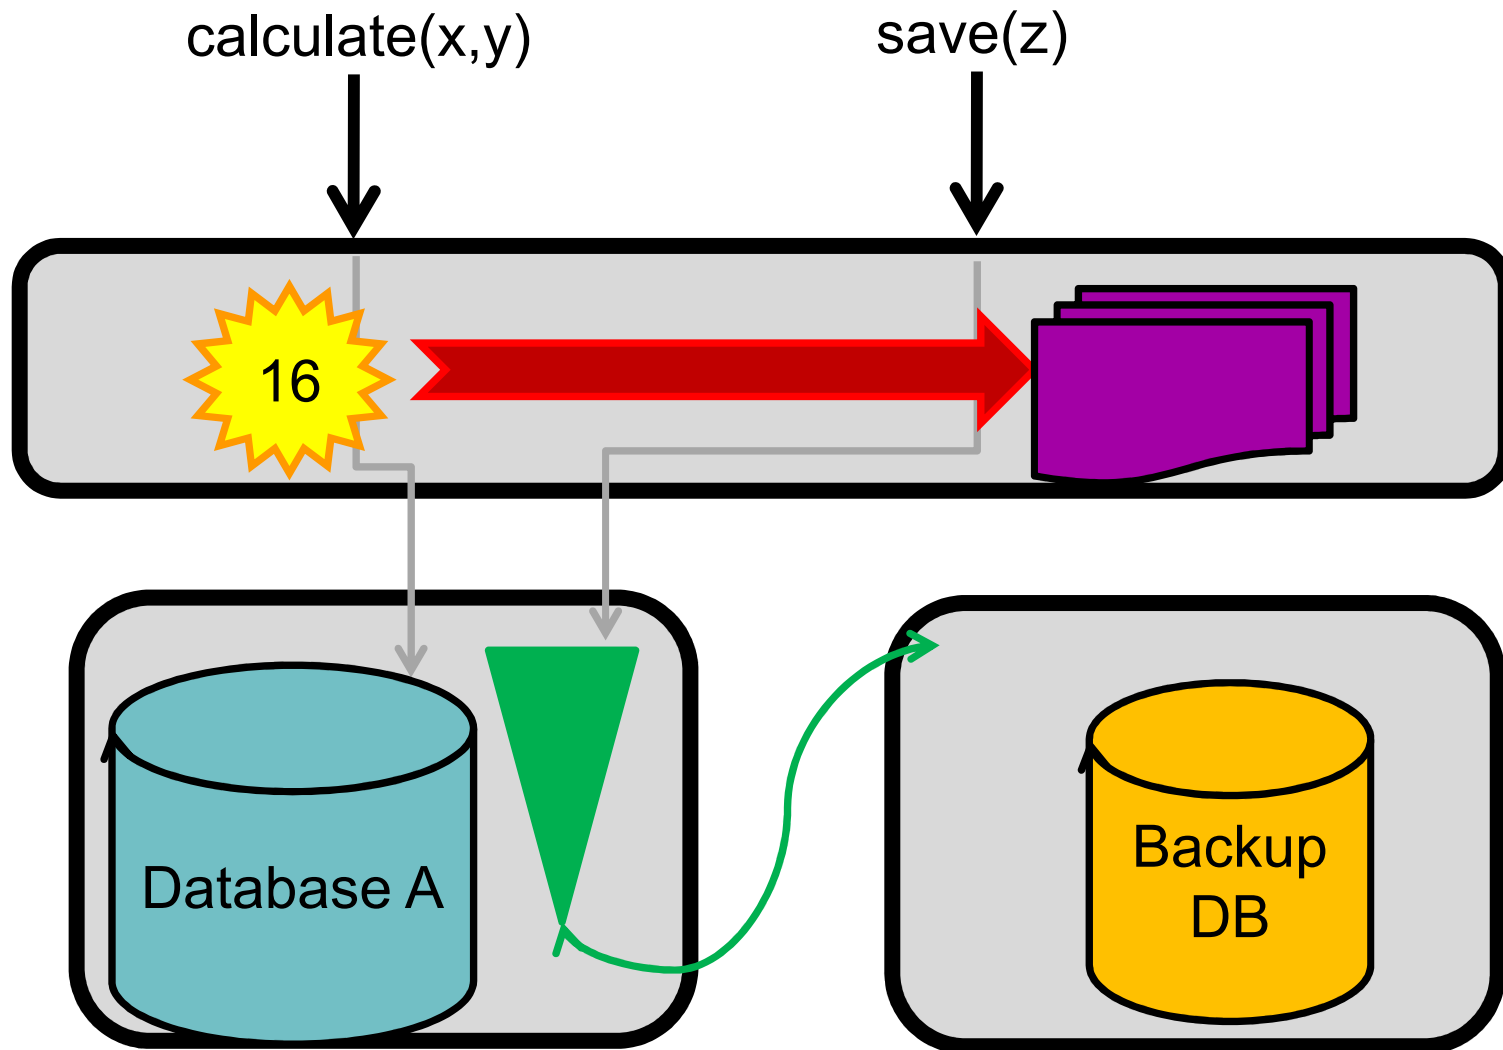 calculate(x,y)
save(z)
16
Database A
Backup
DB